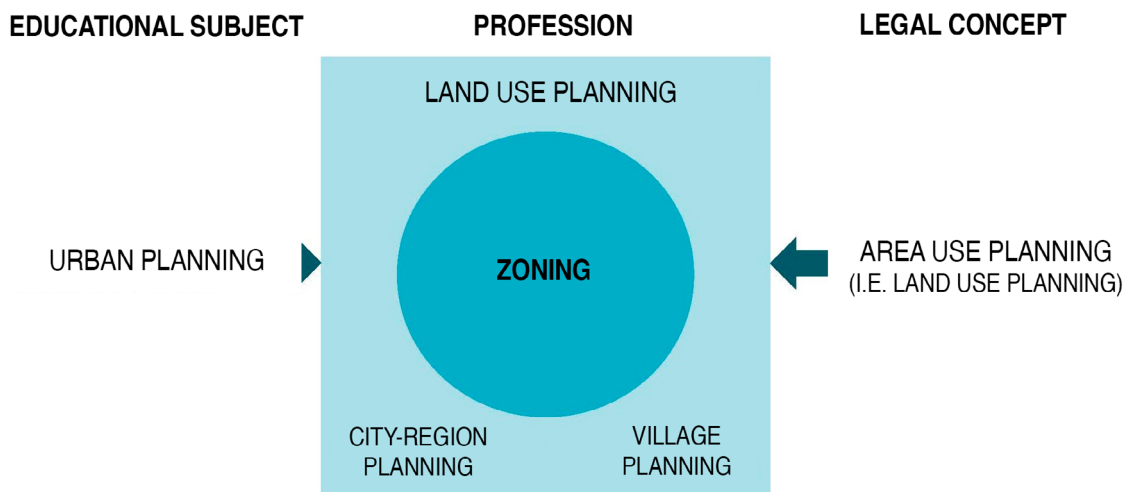 EDUCATIONAL SUBJECT
PROFESSION
LEGAL CONCEPT
LAND USE PLANNING
URBAN PLANNING
ZONING
AREA USE PLANNING
(I.E. LAND USE PLANNING)
CITY-REGION
PLANNING
VILLAGE
PLANNING